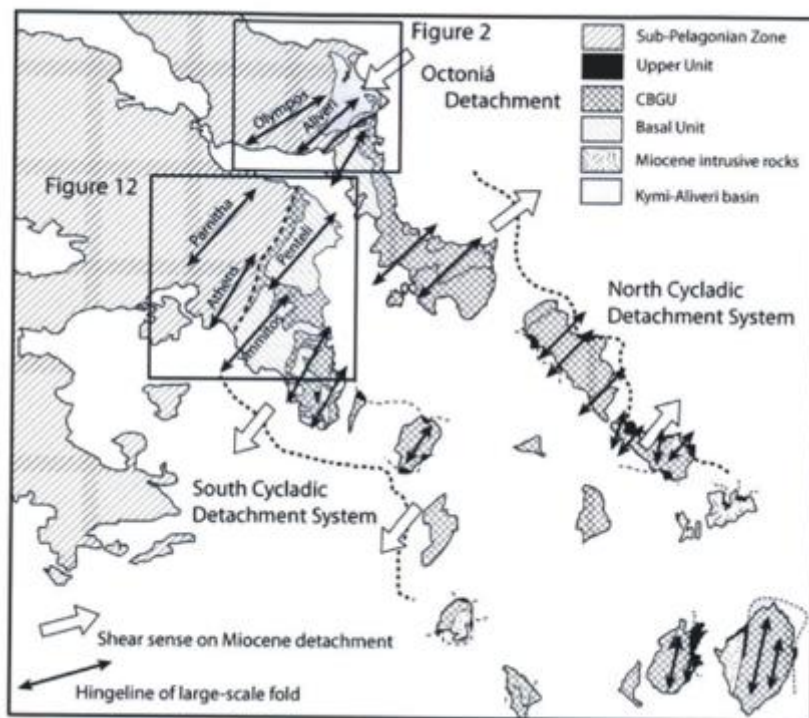 Figure 2
Octoniá
Detachment
Sub-Pelagonian Zone
Upper Unit
CBGU
Basal Unit
Miocene intrusive rocks
Kymi-Aliveri basin
Olympos
Aliveri
Figure 12
Parnitha
Athens
Penteli
Immitos
North Cycladic
Detachment System
South Cycladic
Detachment System
Shear sense on Miocene detachment
Hingeline of large-scale fold